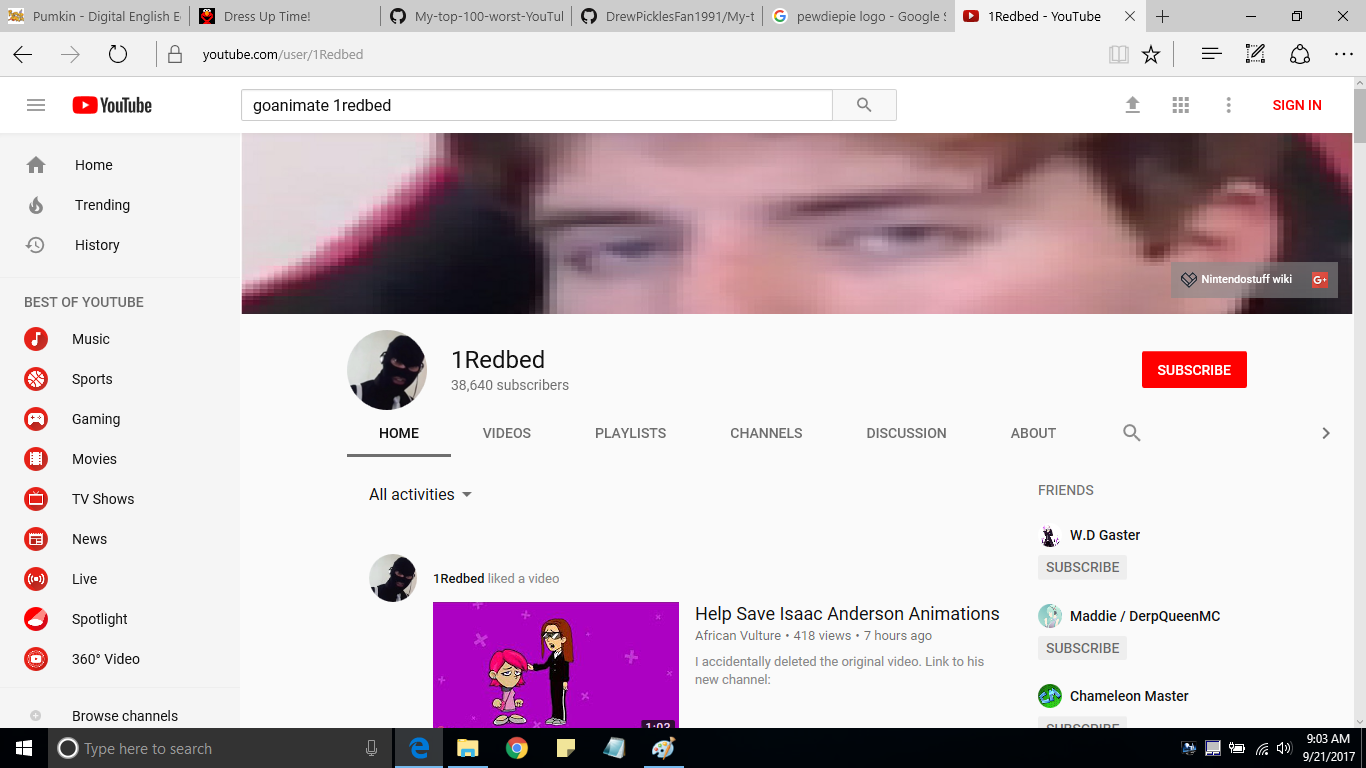 Pumkin - Digital English E
Dress Up Time!
My-top-100-worst-YouTul
DrewPicklesFan1991/My-t
pewdiepie logo - Google S
1Redbed - YouTube
youtube.com/user/1Redbed
YouTube
goanimate 1redbed
SIGN IN
Home
Trending
History
BEST OF YOUTUBE
Music
Sports
Gaming
Movies
TV Shows
News
Live
Spotlight
360° Video
Browse channels
Nintendostuff wiki
G+
1Redbed
38,640 subscribers
SUBSCRIBE
HOME VIDEOS PLAYLISTS CHANNELS DISCUSSION ABOUT
All activities
1Redbed liked a video
1:03
Help Save Isaac Anderson Animations
African Vulture • 418 views • 7 hours ago
I accidentally deleted the original video. Link to his
new channel:
FRIENDS
W.D Gaster
SUBSCRIBE
Maddie / DerpQueenMC
SUBSCRIBE
Chameleon Master
SUBSCRIBE
Type here to search
9:03 AM
9/21/2017